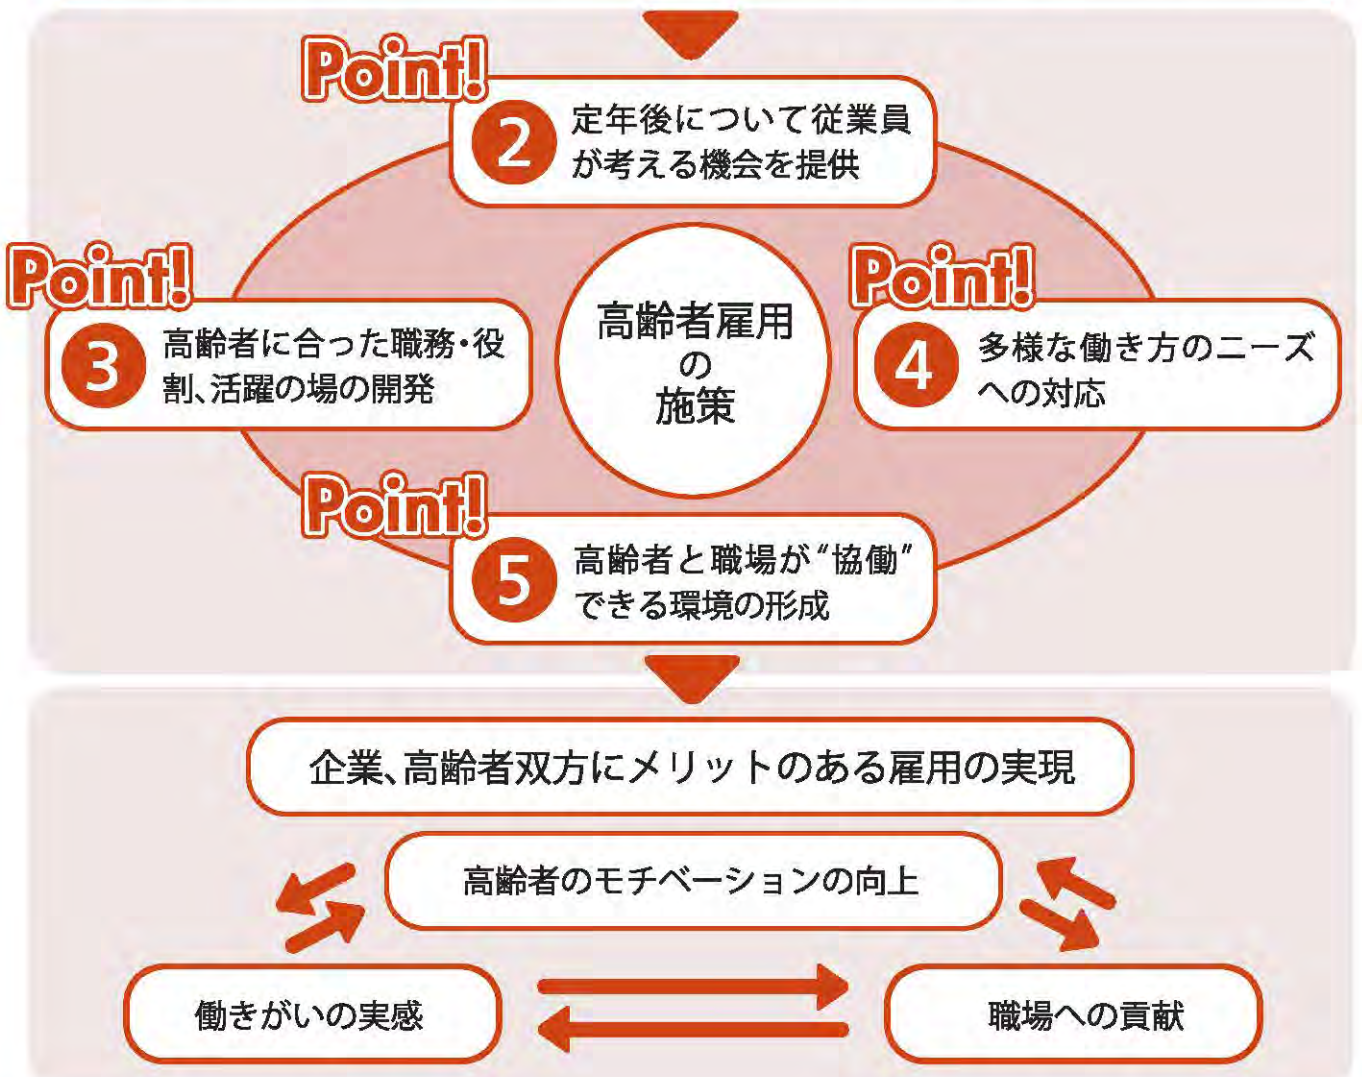 Point!
2
定年後について従業員
が考える機会を提供
Point!
3
高齢者に合った職務・役
割、活躍の場の開発
高齢者雇用
の
施策
Point!
4
多様な働き方のニーズ
への対応
Point!
5
高齢者と職場が“協働”
できる環境の形成
企業、高齢者双方にメリットのある雇用の実現
高齢者のモチベーションの向上
働きがいの実感
職場への貢献